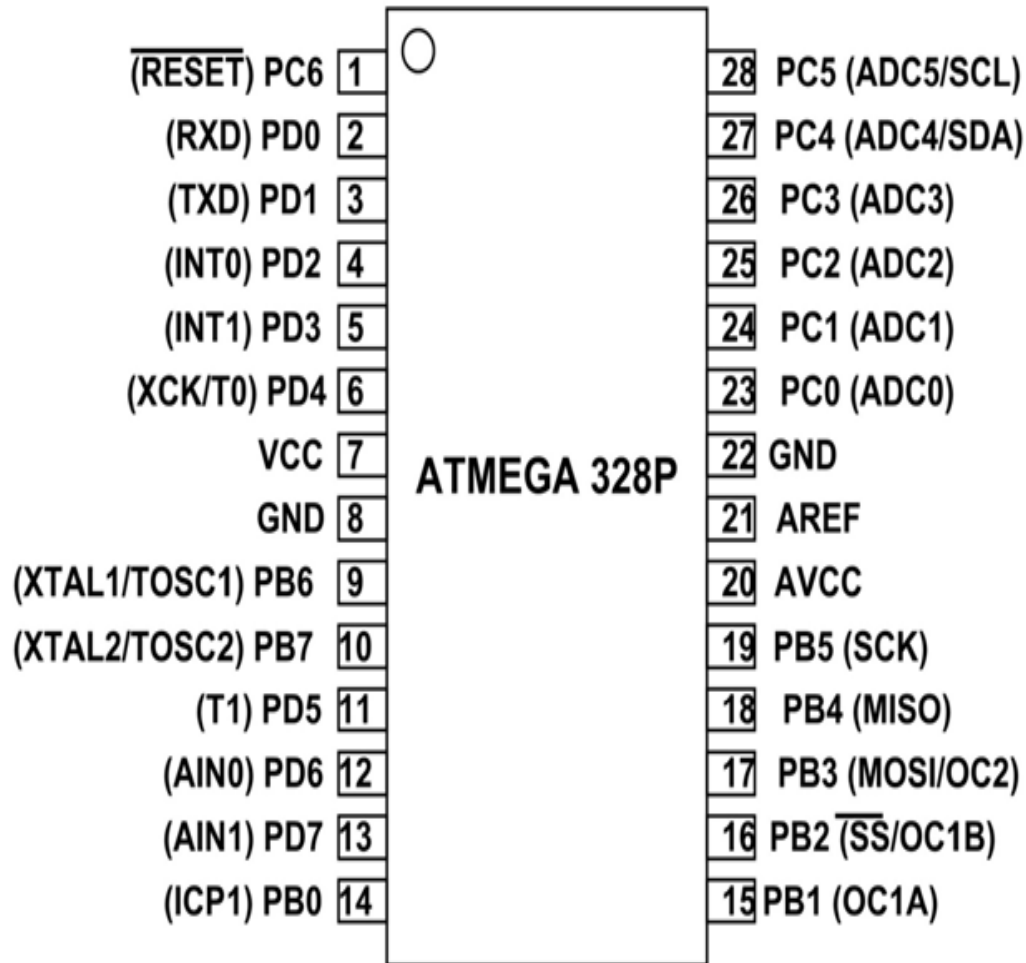 (RESET) PC6 1
(RXD) PD0 2
(TXD) PD1 3
(INT0) PD2 4
(INT1) PD3 5
(XCK/T0) PD4 6
VCC 7
GND 8
(XTAL1/TOSC1) PB6 9
(XTAL2/TOSC2) PB7 10
(T1) PD5 11
(AIN0) PD6 12
(AIN1) PD7 13
(ICP1) PB0 14
ATMEGA 328P
28 PC5 (ADC5/SCL)
27 PC4 (ADC4/SDA)
26 PC3 (ADC3)
25 PC2 (ADC2)
24 PC1 (ADC1)
23 PC0 (ADC0)
22 GND
21 AREF
20 AVCC
19 PB5 (SCK)
18 PB4 (MISO)
17 PB3 (MOSI/OC2)
16 PB2 (SS/OC1B)
15 PB1 (OC1A)